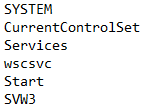 SYSTEM
CurrentControlSet
Services
wscsvc
Start
SVW3